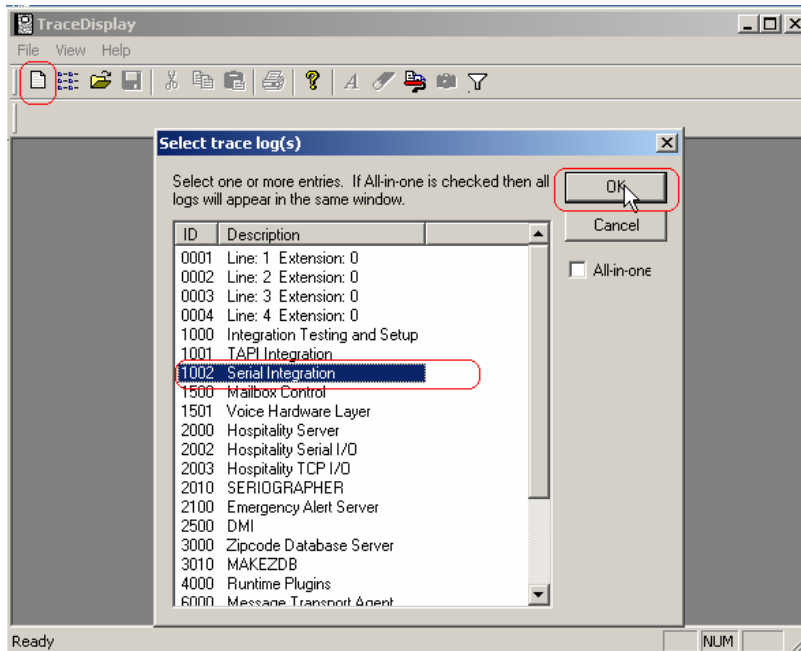 TraceDisplay
File View Help
Select trace log(s)
Select one or more entries. If All-in-one is checked then all
logs will appear in the same window.
OK
Cancel
All-in-one
ID Description
0001 Line: 1 Extension: 0
0002 Line: 2 Extension: 0
0003 Line: 3 Extension: 0
0004 Line: 4 Extension: 0
1000 Integration Testing and Setup
1001 TAPI Integration
1002 Serial Integration
1500 Mailbox Control
1501 Voice Hardware Layer
2000 Hospitality Server
2002 Hospitality Serial I/O
2003 Hospitality TCP I/O
2010 SERIOGRAPHER
2100 Emergency Alert Server
2500 DMI
3000 Zipcode Database Server
3010 MAKEZDB
4000 Runtime Plugins
6000 Message Transport Agent
Ready
NUM